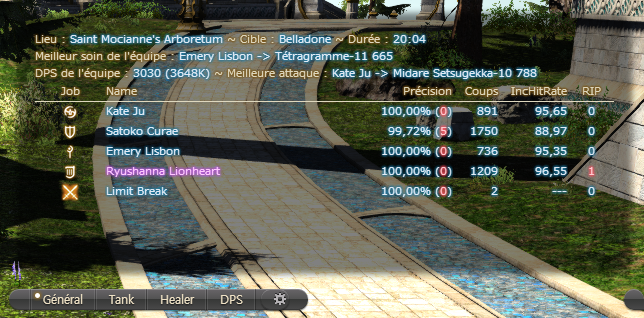 Lieu : Saint Mocianne's Arboretum ~ Cible : Belladone ~ Durée : 20:04
Meilleur soin de l'équipe : Emery Lisbon -> Tétragramme-11 665
DPS de l'équipe : 3030 (3648K) ~ Meilleure attaque : Kate Ju -> Midare Setsugekka-10 788
Job Name Précision Coups IncHitRate RIP
Kate Ju 100,00% (0) 891 95,65 0
Satoko Curae 99,72% (5) 1750 88,97 0
Emery Lisbon 100,00% (0) 736 95,35 0
Ryushanna Lionheart 100,00% (0) 1209 96,55 1
Limit Break 100,00% (0) 2 --- 0
Général Tank Healer DPS